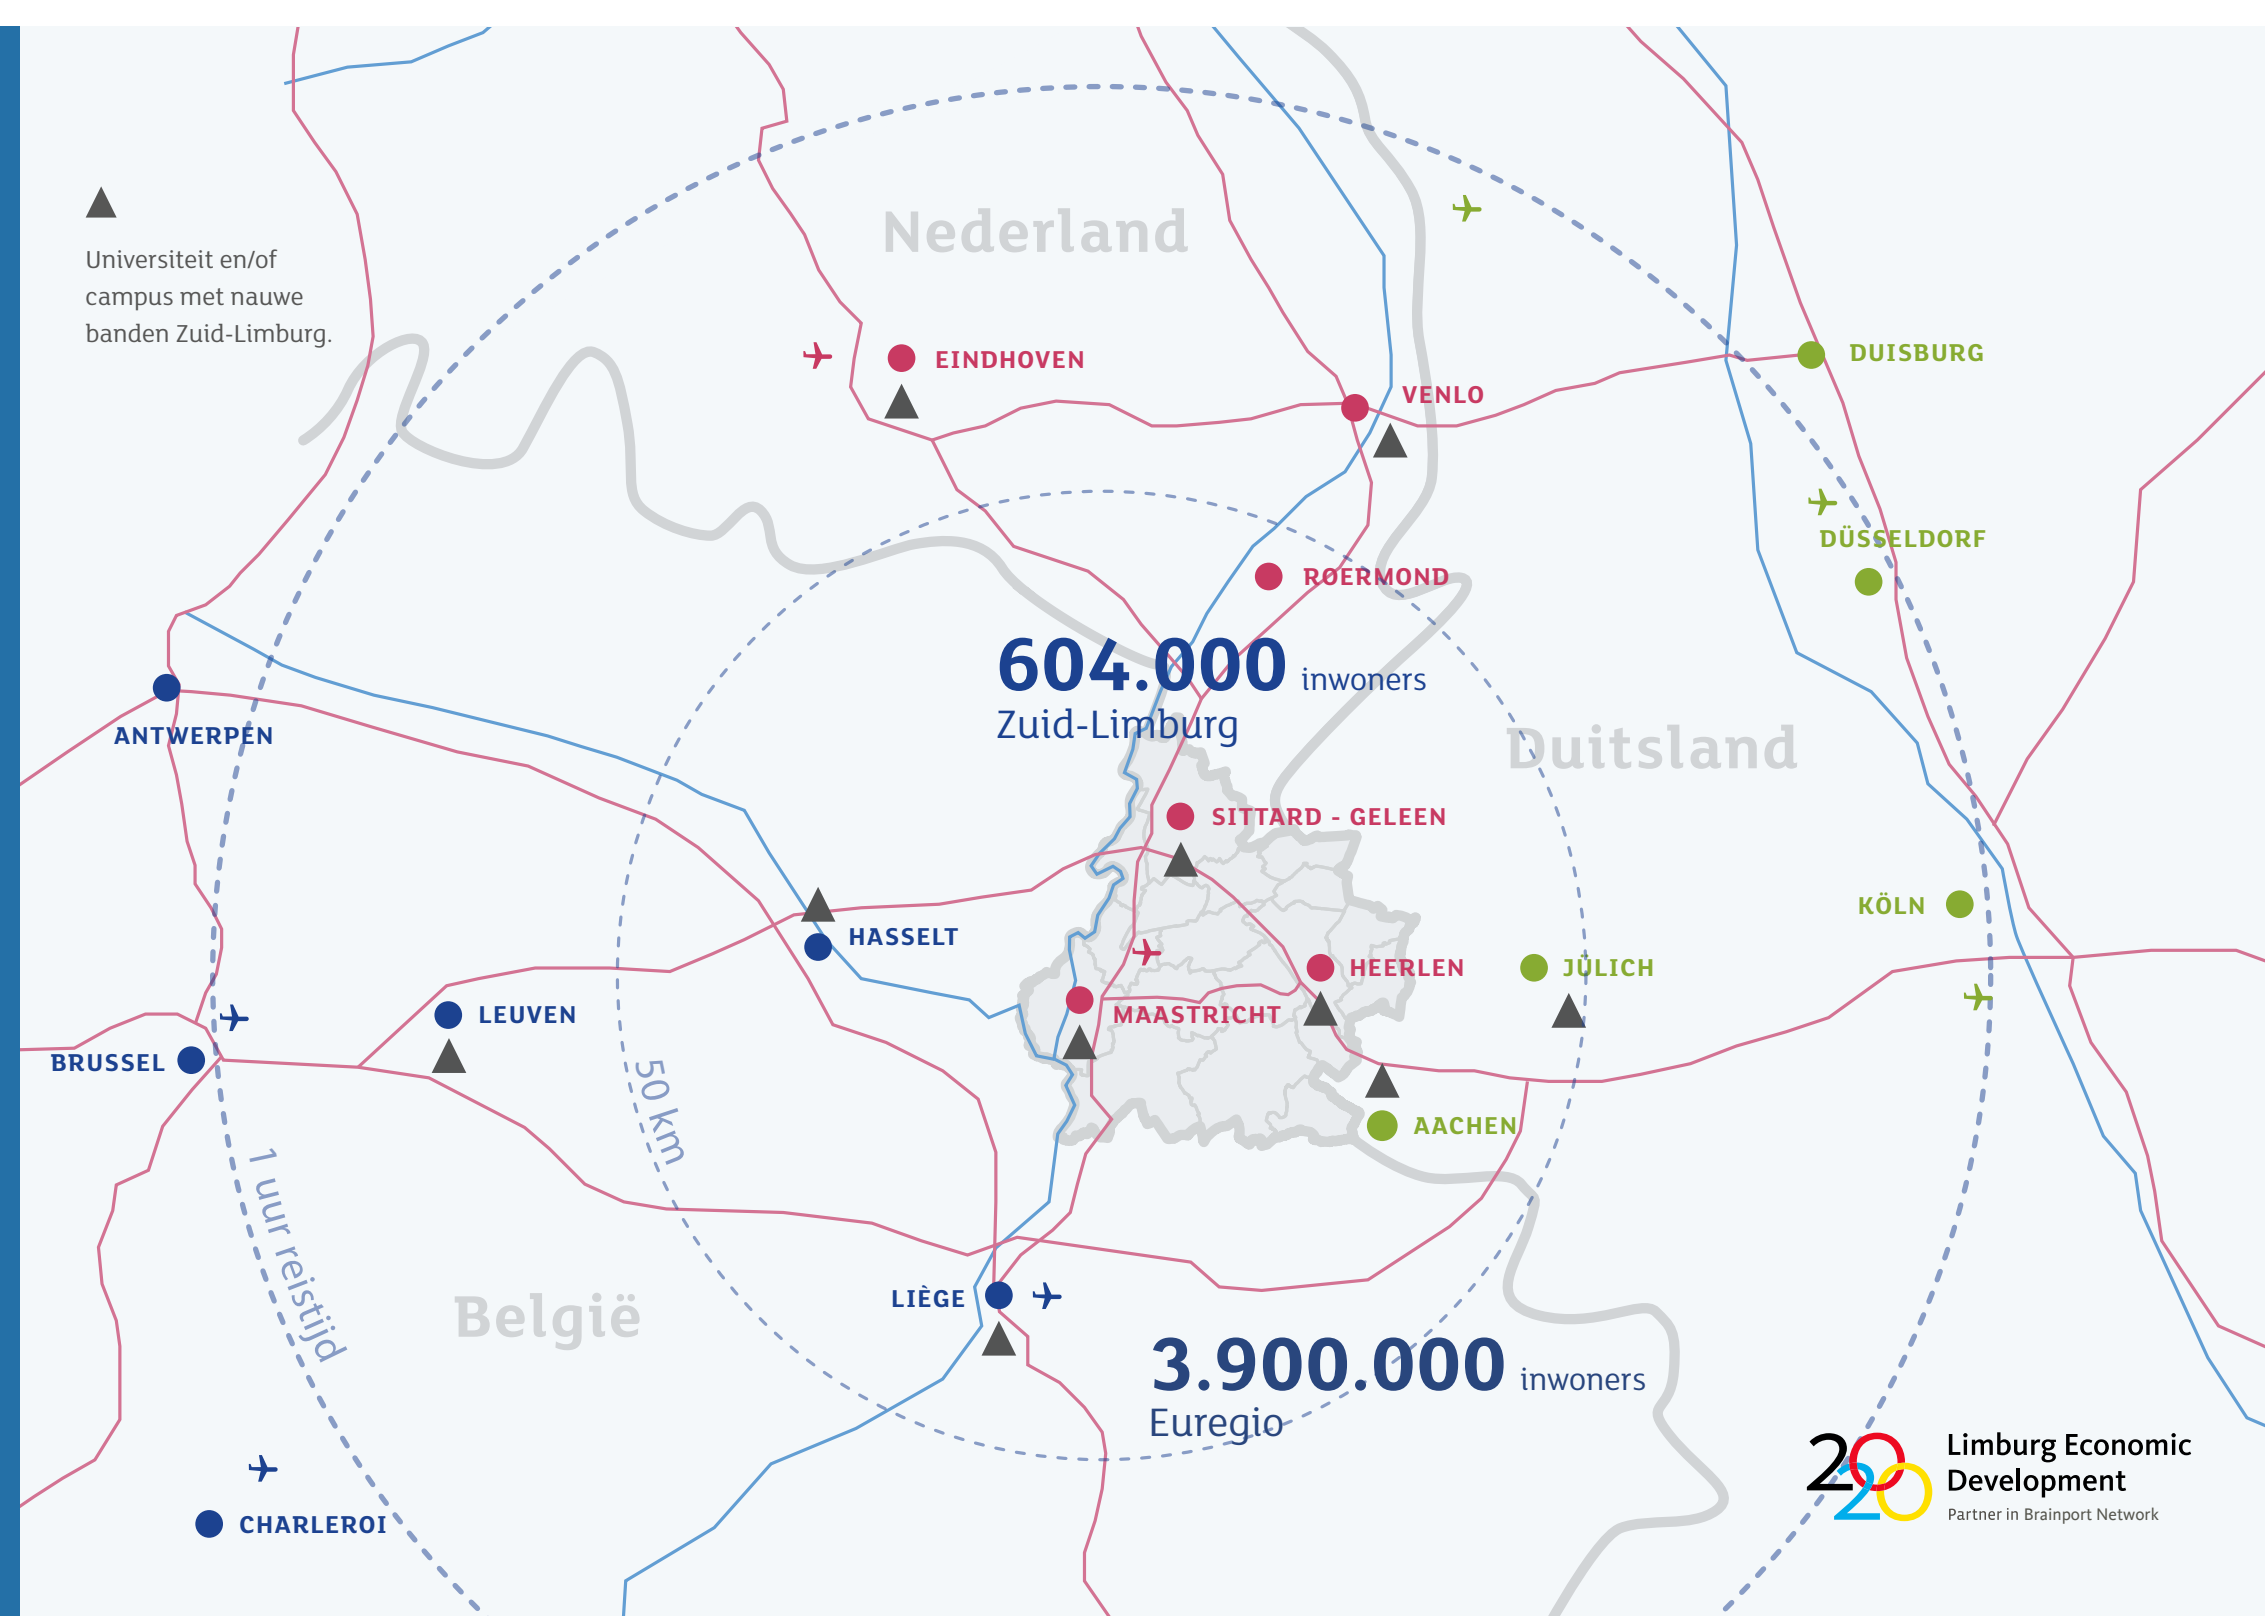 Nederland
Universiteit en/of
campus met nauwe
banden Zuid-Limburg.
EINDHOVEN
DUISBURG
VENLO
DÜSSELDORF
ROERMOND
604.000 inwoners
Zuid-Limburg
ANTWERPEN
Duitsland
SITTARD - GELEEN
KÖLN
HASSELT
HEERLEN
JÜLICH
LEUVEN
MAASTRICHT
BRUSSEL
50 km
AACHEN
1 uur reistijd
LIÈGE
België
3.900.000 inwoners
Euregio
2020
Limburg Economic
Development
Partner in Brainport Network
CHARLEROI